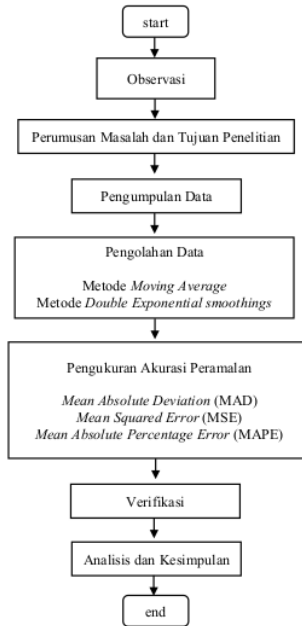 start
Observasi
Perumusan Masalah dan Tujuan Penelitian
Pengumpulan Data
Pengolahan Data
Metode Moving Average
Metode Double Exponential smoothings
Pengukuran Akurasi Peramalan
Mean Absolute Deviation (MAD)
Mean Squared Error (MSE)
Mean Absolute Percentage Error (MAPE)
Verifikasi
Analisis dan Kesimpulan
end